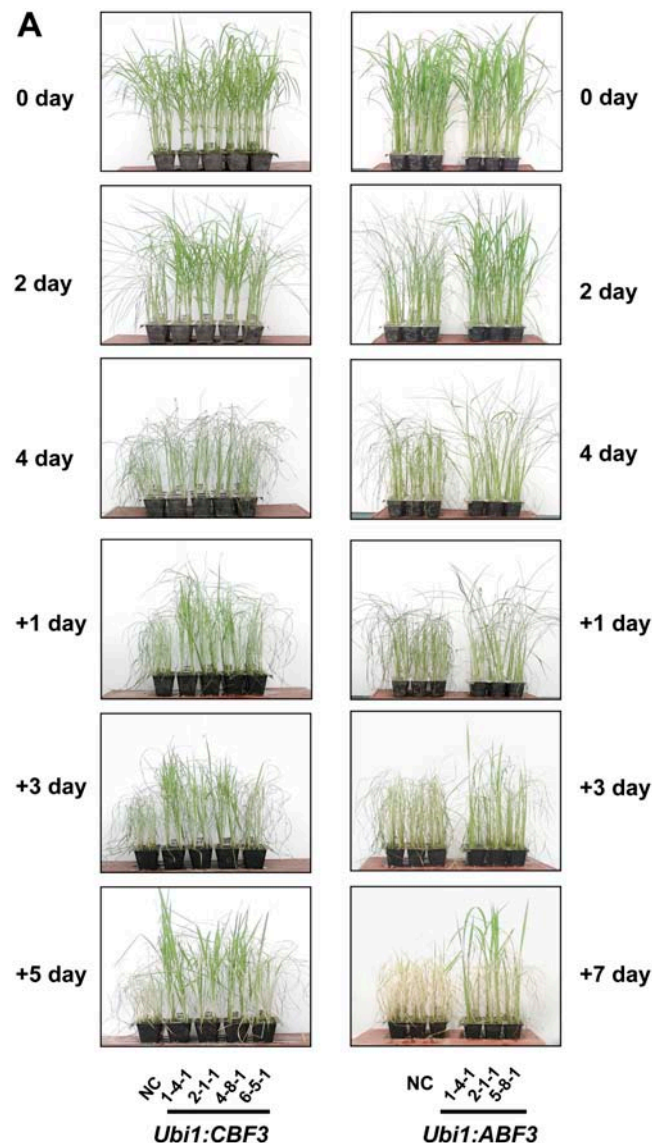 A
0 day
0 day
2 day
2 day
4 day
4 day
+1 day
+1 day
+3 day
+3 day
+5 day
+7 day
NC 1-4-1 2-1-1 4-8-1 6-5-1
NC 1-4-1 2-1-1 5-8-1
Ubi1:CBF3
Ubi1:ABF3